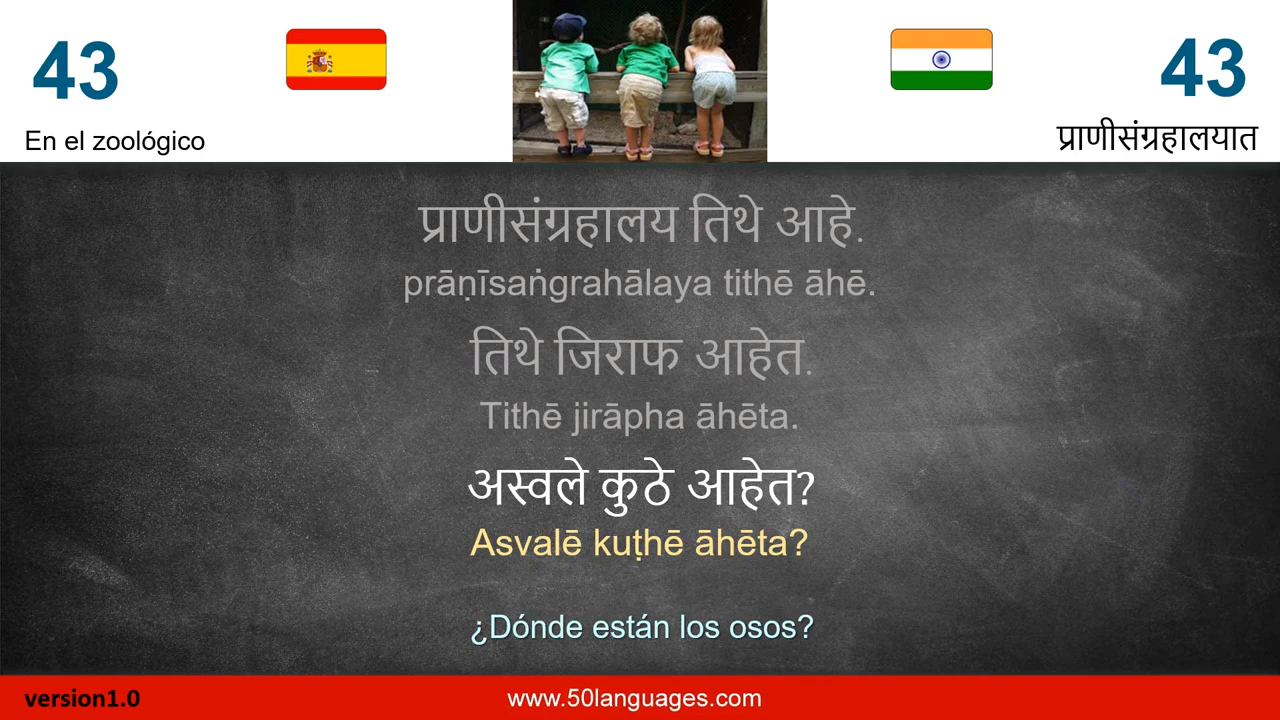 43
43
En el zoológico
प्राणीसंग्रहालयात
प्राणीसंग्रहालय तिथे आहे.
prāṇīsaṅgrahālaya tithē āhē.
तिथे जिराफ आहेत.
Tithē jirāpha āhēta.
अस्वले कुठे आहेत?
Asvalē kuṭhē āhēta?
¿Dónde están los osos?
version1.0
www.50languages.com